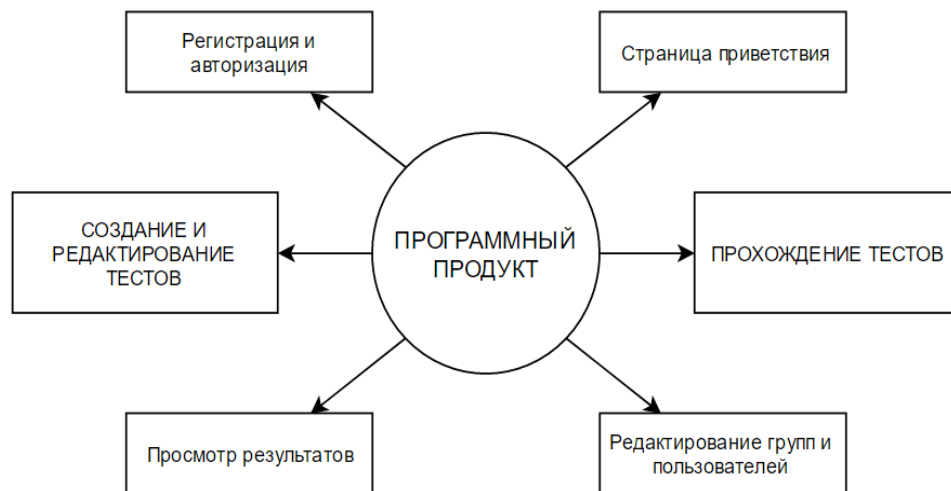 Регистрация и
авторизация
Страница приветствия
СОЗДАНИЕ И
РЕДАКТИРОВАНИЕ
ТЕСТОВ
ПРОГРАММНЫЙ
ПРОДУКТ
ПРОХОЖДЕНИЕ ТЕСТОВ
Просмотр результатов
Редактирование групп и
пользователей